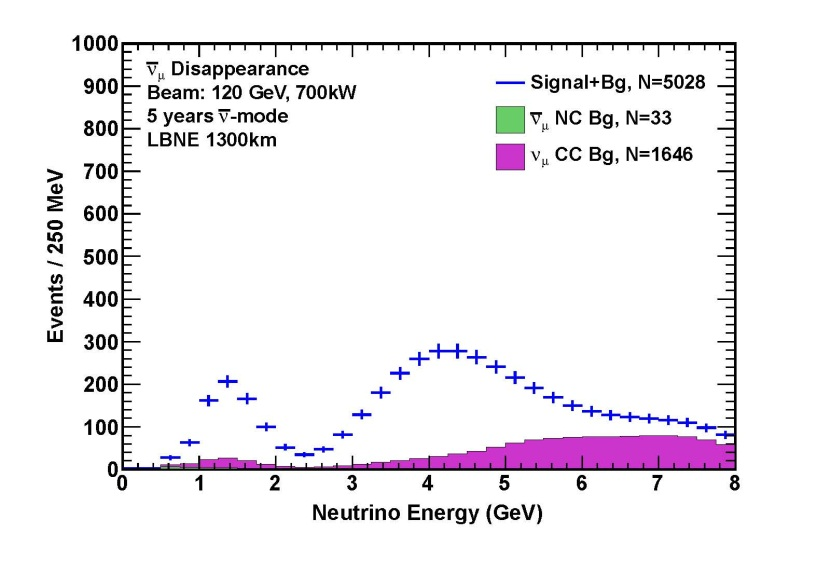 ν̅μ Disappearance
Beam: 120 GeV, 700kW
5 years ν̅-mode
LBNE 1300km
Signal+Bg, N=5028
ν̅μ NC Bg, N=33
νμ CC Bg, N=1646
Events / 250 MeV
1000
900
800
700
600
500
400
300
200
100
0
0 1 2 3 4 5 6 7 8
Neutrino Energy (GeV)